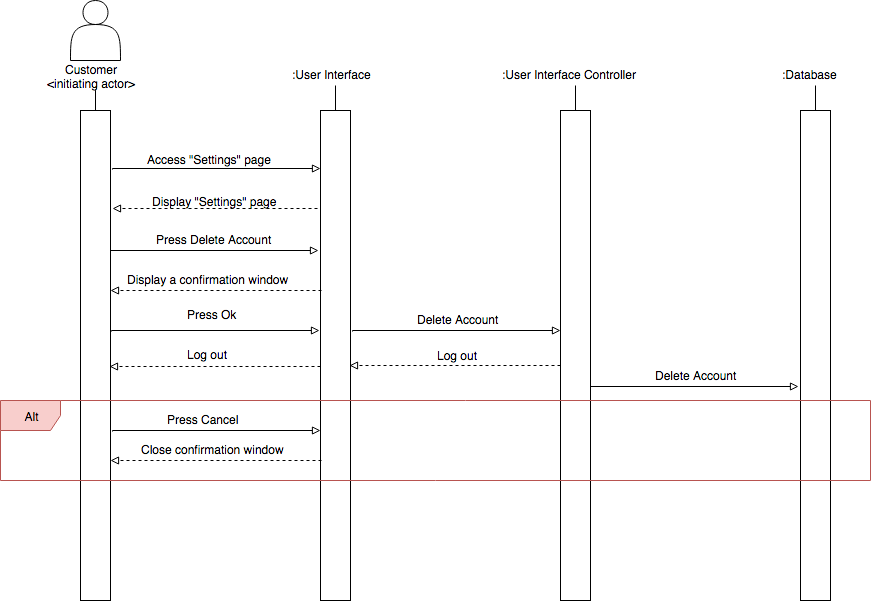 Customer
<initiating actor>
:User Interface
:User Interface Controller
:Database
Access "Settings" page
Display "Settings" page
Press Delete Account
Display a confirmation window
Press Ok
Delete Account
Log out
Log out
Delete Account
Alt
Press Cancel
Close confirmation window